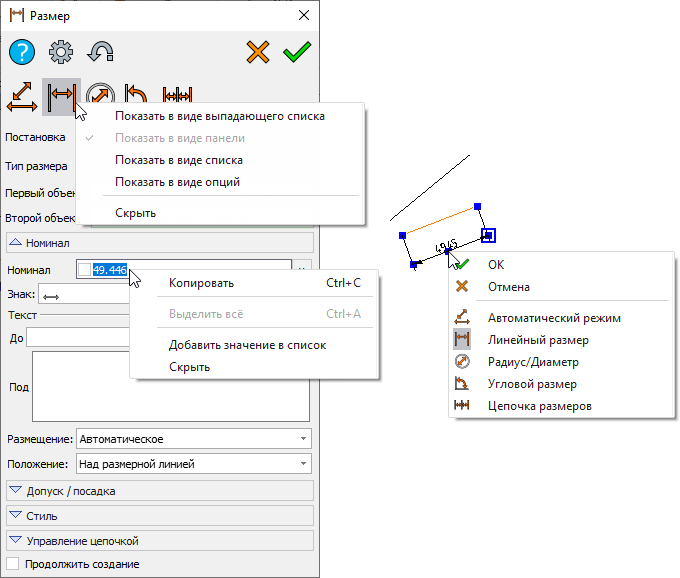 Размер
Постановка
Тип размера
Первый объек
Второй объек
Показать в виде выпадающего списка
Показать в виде панели
Показать в виде списка
Показать в виде опций
Скрыть
Номинал
Номинал
49.446
Знак:
Текст
До
Под
Копировать Ctrl+C
Выделить всё Ctrl+A
Добавить значение в список
Скрыть
Размещение: Автоматическое
Положение: Над размерной линией
Допуск / посадка
Стиль
Управление цепочкой
Продолжить создание
OK
Отмена
Автоматический режим
Линейный размер
Радиус/Диаметр
Угловой размер
Цепочка размеров